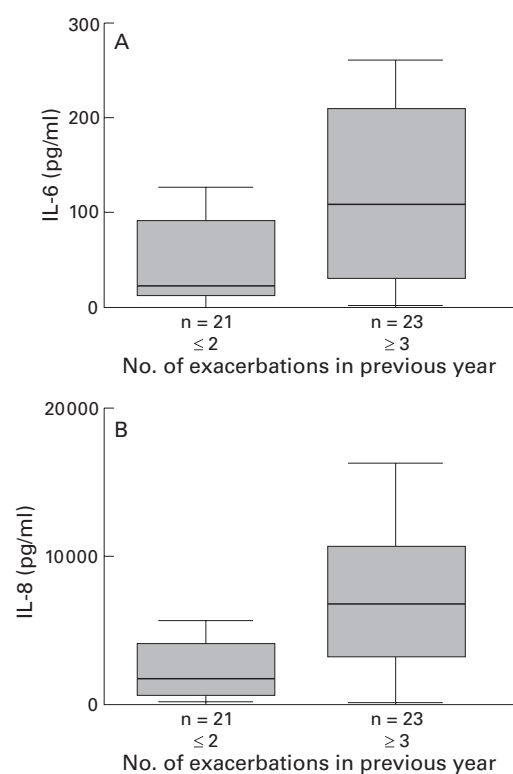 A
300
200
100
0
IL-6 (pg/ml)
n = 21
n = 23
≤ 2
≥ 3
No. of exacerbations in previous year
B
20000
10000
0
IL-8 (pg/ml)
n = 21
n = 23
≤ 2
≥ 3
No. of exacerbations in previous year